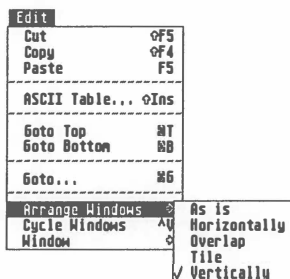 Edit
Cut ⇧F5
Copy ⇧F4
Paste F5
ASCII Table... ⇧Ins
Goto Top ⌘T
Goto Bottom ⌘B
Goto... ⌘G
Arrange Windows
Cycle Windows ^V
Window
As is
Horizontally
Overlap
Tile
√ Vertically